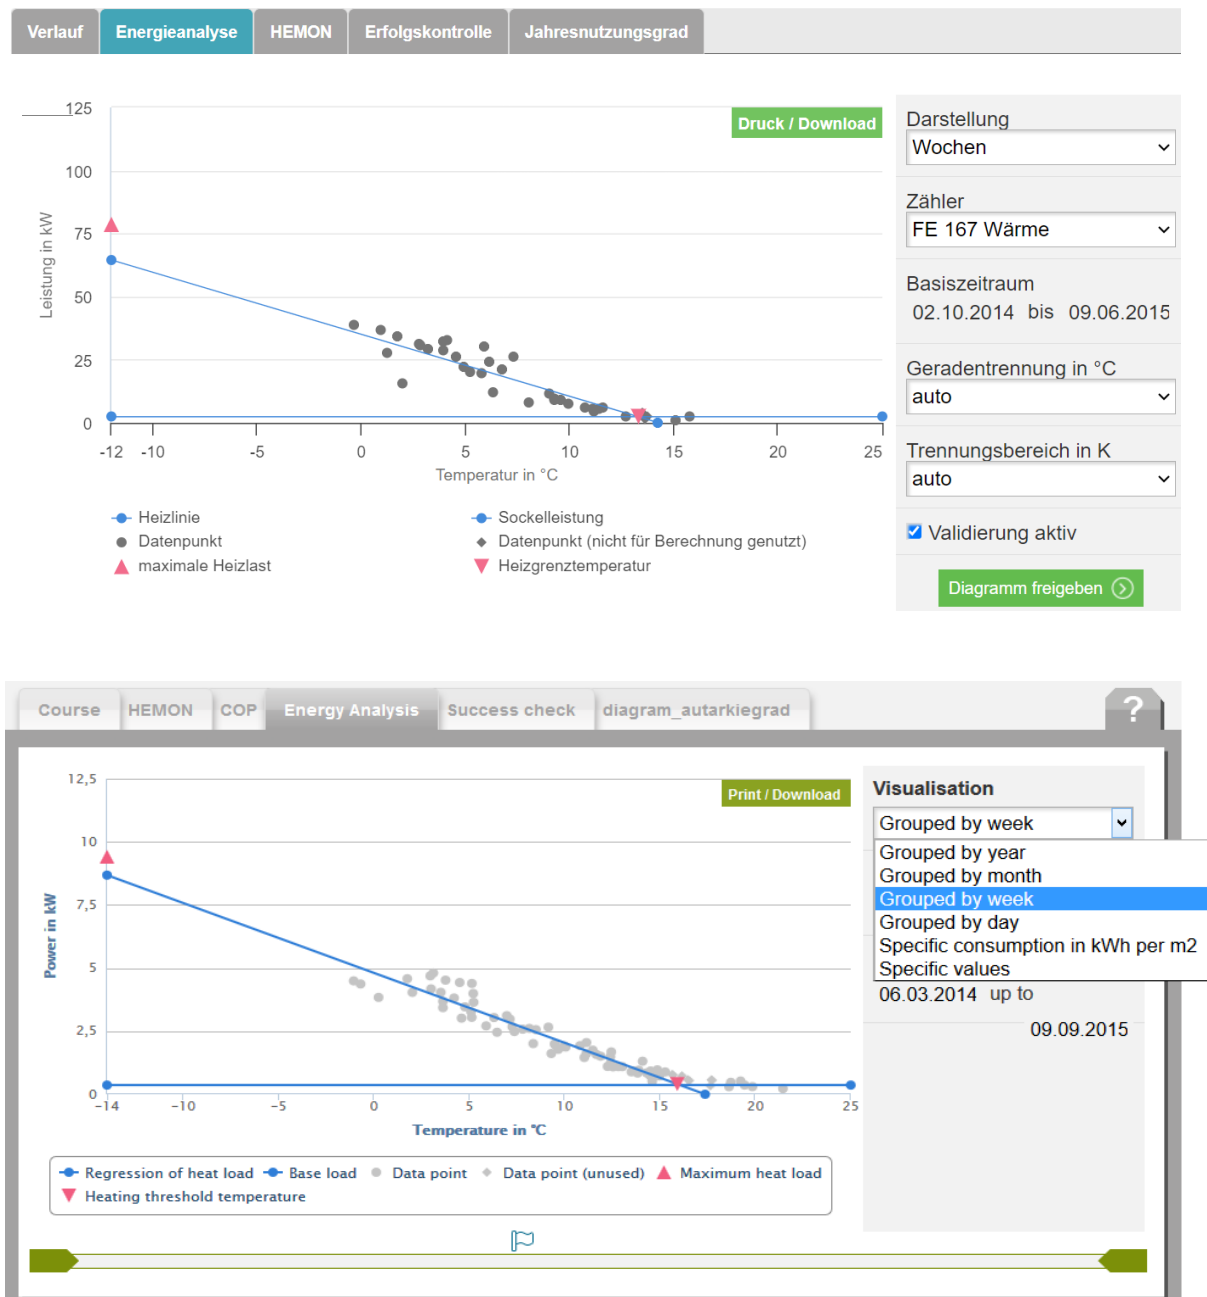 Verlauf Energieanalyse HEMON Erfolgskontrolle Jahresnutzungsgrad
125
100
75
50
25
0
Leistung in kW
Druck / Download
-12 -10 -5 0 5 10 15 20 25
Temperatur in °C
Heizlinie Sockelleistung
Datenpunkt Datenpunkt (nicht für Berechnung genutzt)
maximale Heizlast Heizgrenztemperatur
Darstellung
Wochen
Zähler
FE 167 Wärme
Basiszeitraum
02.10.2014 bis 09.06.2015
Geradentrennung in °C
auto
Trennungsbereich in K
auto
Validierung aktiv
Diagramm freigeben
Course HEMON COP Energy Analysis Success check diagram_autarkiegrad ?
12,5
10
7,5
5
2,5
0
Power in kW
Print / Download
-14 -10 -5 0 5 10 15 20 25
Temperature in °C
Regression of heat load Base load Data point Data point (unused) Maximum heat load
Heating threshold temperature
Visualisation
Grouped by week
Grouped by year
Grouped by month
Grouped by week
Grouped by day
Specific consumption in kWh per m2
Specific values
06.03.2014 up to
09.09.2015